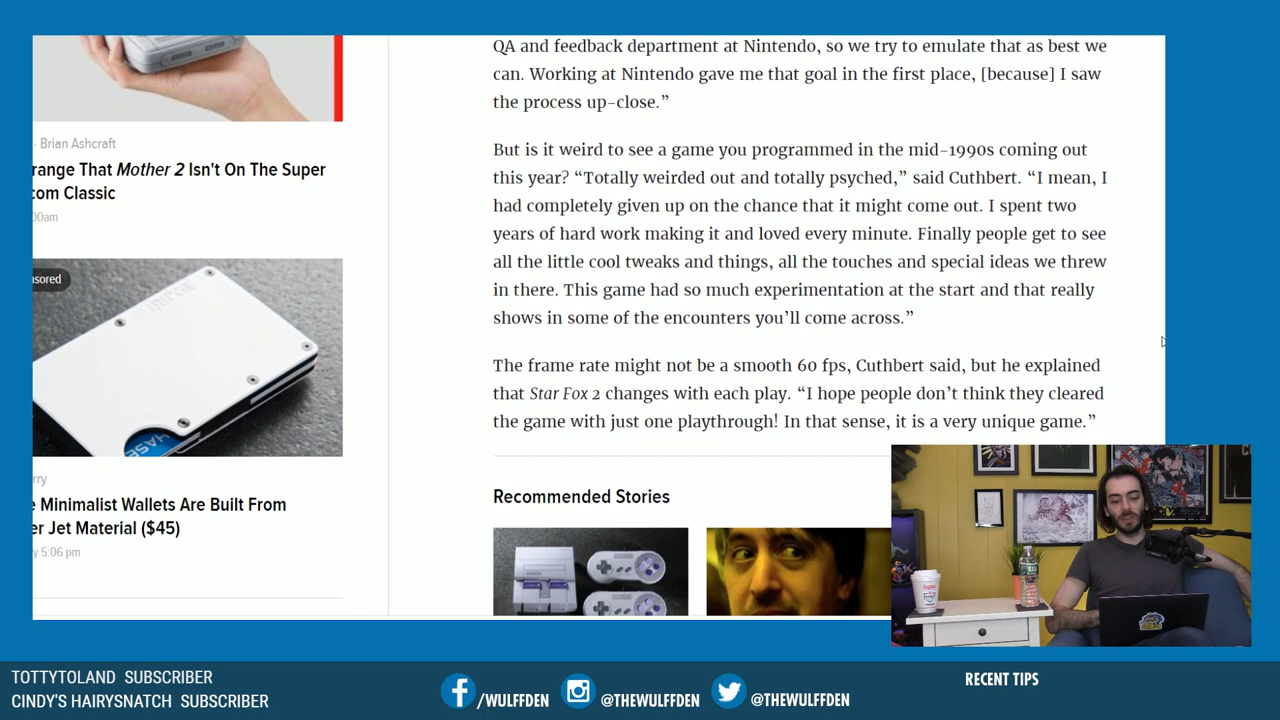 QA and feedback department at Nintendo, so we try to emulate that as best we
can. Working at Nintendo gave me that goal in the first place, [because] I saw
the process up-close.”
· Brian Ashcraft
range That Mother 2 Isn't On The Super
com Classic
00am
But is it weird to see a game you programmed in the mid-1990s coming out
this year? “Totally weirded out and totally psyched,” said Cuthbert. “I mean, I
had completely given up on the chance that it might come out. I spent two
years of hard work making it and loved every minute. Finally people get to see
all the little cool tweaks and things, all the touches and special ideas we threw
in there. This game had so much experimentation at the start and that really
shows in some of the encounters you’ll come across.”
nsored
The frame rate might not be a smooth 60 fps, Cuthbert said, but he explained
that Star Fox 2 changes with each play. “I hope people don’t think they cleared
the game with just one playthrough! In that sense, it is a very unique game.”
rry
e Minimalist Wallets Are Built From
er Jet Material ($45)
y 5:06 pm
Recommended Stories
TOTTYTOLAND SUBSCRIBER
CINDY'S HAIRYSNATCH SUBSCRIBER
/WULFFDEN
@THEWULFFDEN
@THEWULFFDEN
RECENT TIPS